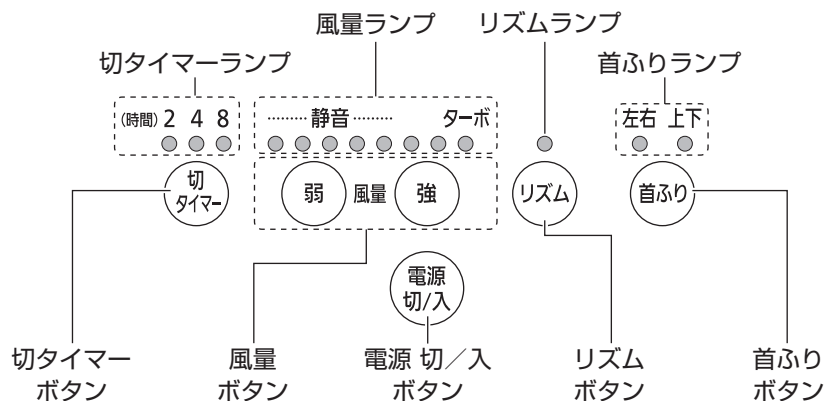 風量ランプ リズムランプ
切タイマーランプ 首ふりランプ
(時間) 2 4 8 ………静音……… ターボ 左右 上下
切
タイマー
弱 風量 強 リズム 首ふり
電源
切/入
切タイマー
ボタン
風量
ボタン
電源 切／入
ボタン
リズム
ボタン
首ふり
ボタン